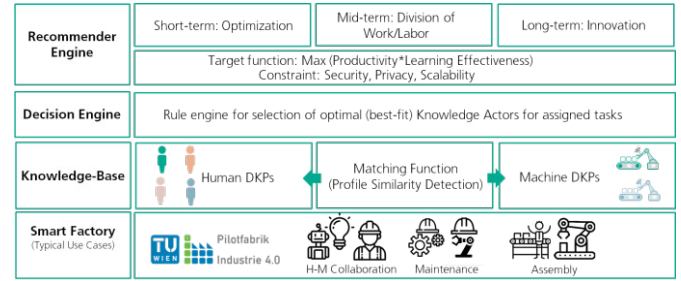 Recommender
Engine
Short-term: Optimization
Mid-term: Division of
Work/Labor
Long-term: Innovation
Target function: Max (Productivity*Learning Effectiveness)
Constraint: Security, Privacy, Scalability
Decision Engine
Rule engine for selection of optimal (best-fit) Knowledge Actors for assigned tasks
Knowledge-Base
Human DKPs
Matching Function
(Profile Similarity Detection)
Machine DKPs
Smart Factory
(Typical Use Cases)
TU
WIEN
Pilotfabrik
Industrie 4.0
H-M Collaboration
Maintenance
Assembly